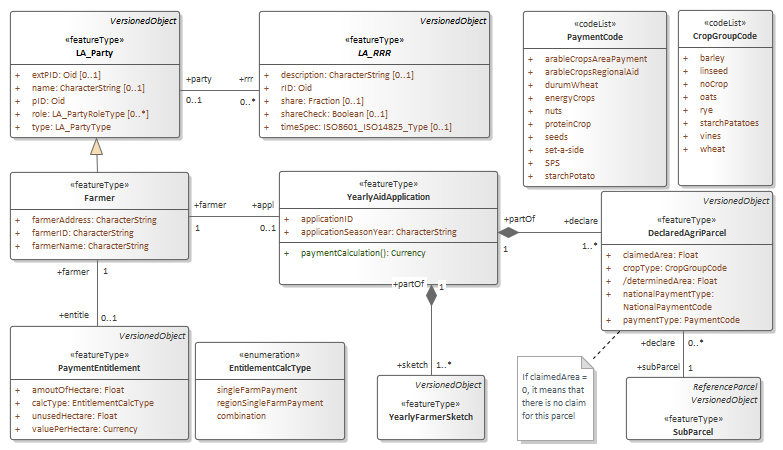 VersionedObject
«featureType»
LA_Party
+ extPID: Oid [0..1]
+ name: CharacterString [0..1]
+ pID: Oid
+ role: LA_PartyRoleType [0..*]
+ type: LA_PartyType
+party
0..1
+rrr
0..*
VersionedObject
«featureType»
LA_RRR
+ description: CharacterString [0..1]
+ rID: Oid
+ share: Fraction [0..1]
+ shareCheck: Boolean [0..1]
+ timeSpec: ISO8601_ISO14825_Type [0..1]
«codeList»
PaymentCode
+ arableCropsAreaPayment
+ arableCropsRegionalAid
+ durumWheat
+ energyCrops
+ nuts
+ proteinCrop
+ seeds
+ set-a-side
+ SPS
+ starchPotato
«codeList»
CropGroupCode
+ barley
+ linseed
+ noCrop
+ oats
+ rye
+ starchPatatoes
+ vines
+ wheat
«featureType»
Farmer
+ farmerAddress: CharacterString
+ farmerID: CharacterString
+ farmerName: CharacterString
+farmer
1
+appl
0..1
«featureType»
YearlyAidApplication
+ applicationID
+ applicationSeasonYear: CharacterString
+ paymentCalculation(): Currency
+partOf
1
+declare
1..*
VersionedObject
«featureType»
DeclaredAgriParcel
+ claimedArea: Float
+ cropType: CropGroupCode
+ /determinedArea: Float
+ nationalPaymentType:
NationalPaymentCode
+ paymentType: PaymentCode
+farmer
1
+entitle
0..1
VersionedObject
«featureType»
PaymentEntitlement
+ amoutOfHectare: Float
+ calcType: EntitlementCalcType
+ unusedHectare: Float
+ valuePerHectare: Currency
«enumeration»
EntitlementCalcType
singleFarmPayment
regionSingleFarmPayment
combination
+partOf
1
+sketch
1..*
VersionedObject
«featureType»
YearlyFarmerSketch
If claimedArea =
0, it means that
there is no claim
for this parcel
+declare
0..*
+subParcel
1
ReferenceParcel
VersionedObject
«featureType»
SubParcel